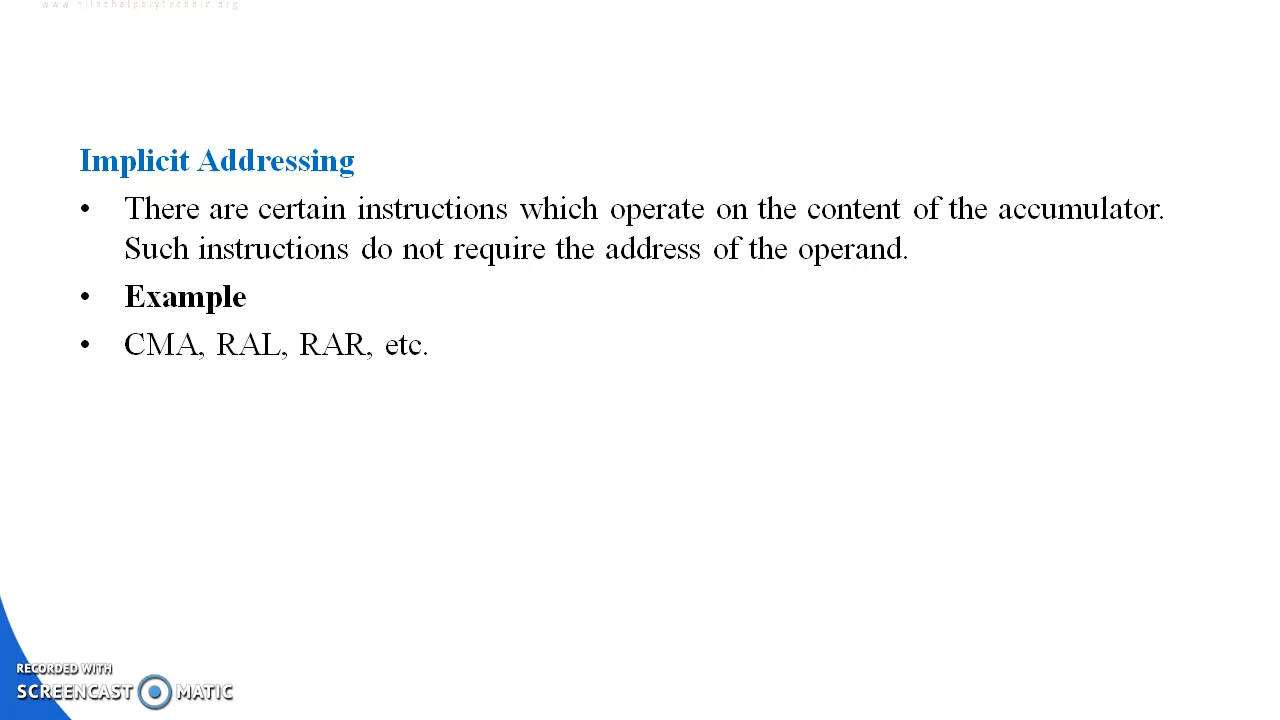 Implicit Addressing
• There are certain instructions which operate on the content of the accumulator.
Such instructions do not require the address of the operand.
• Example
• CMA, RAL, RAR, etc.
RECORDED WITH
SCREENCAST MATIC